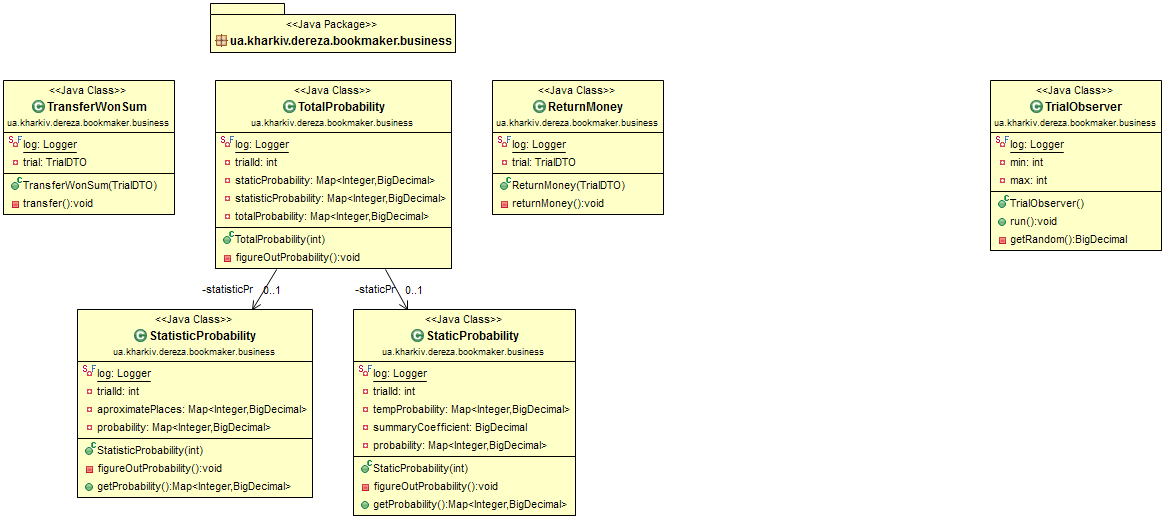 <<Java Package>>
ua.kharkiv.dereza.bookmaker.business
<<Java Class>>
TransferWonSum
ua.kharkiv.dereza.bookmaker.business
log: Logger
trial: TrialDTO
TransferWonSum(TrialDTO)
transfer():void
<<Java Class>>
TotalProbability
ua.kharkiv.dereza.bookmaker.business
log: Logger
trialId: int
staticProbability: Map<Integer,BigDecimal>
statisticProbability: Map<Integer,BigDecimal>
totalProbability: Map<Integer,BigDecimal>
TotalProbability(int)
figureOutProbability():void
<<Java Class>>
ReturnMoney
ua.kharkiv.dereza.bookmaker.business
log: Logger
trial: TrialDTO
ReturnMoney(TrialDTO)
returnMoney():void
<<Java Class>>
TrialObserver
ua.kharkiv.dereza.bookmaker.business
log: Logger
min: int
max: int
TrialObserver()
run():void
getRandom():BigDecimal
-statisticPr 0..1
-staticPr 0..1
<<Java Class>>
StatisticProbability
ua.kharkiv.dereza.bookmaker.business
log: Logger
trialId: int
aproximatePlaces: Map<Integer,BigDecimal>
probability: Map<Integer,BigDecimal>
StatisticProbability(int)
figureOutProbability():void
getProbability():Map<Integer,BigDecimal>
<<Java Class>>
StaticProbability
ua.kharkiv.dereza.bookmaker.business
log: Logger
trialId: int
tempProbability: Map<Integer,BigDecimal>
summaryCoefficient: BigDecimal
probability: Map<Integer,BigDecimal>
StaticProbability(int)
figureOutProbability():void
getProbability():Map<Integer,BigDecimal>